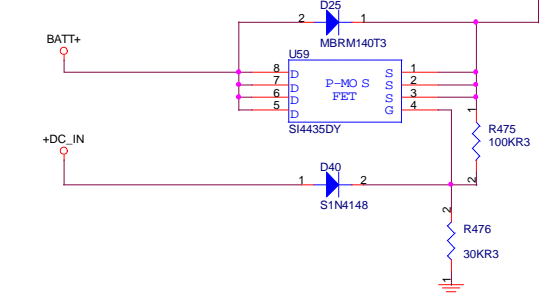 D25
2 1
MBRM140T3
BATT+
U59
8 D S 1
7 D P-MOS S 2
6 D FET S 3
5 D G 4
SI4435DY
1
R475
100KR3
2
+DC_IN
D40
1 2
S1N4148
2
R476
30KR3
1